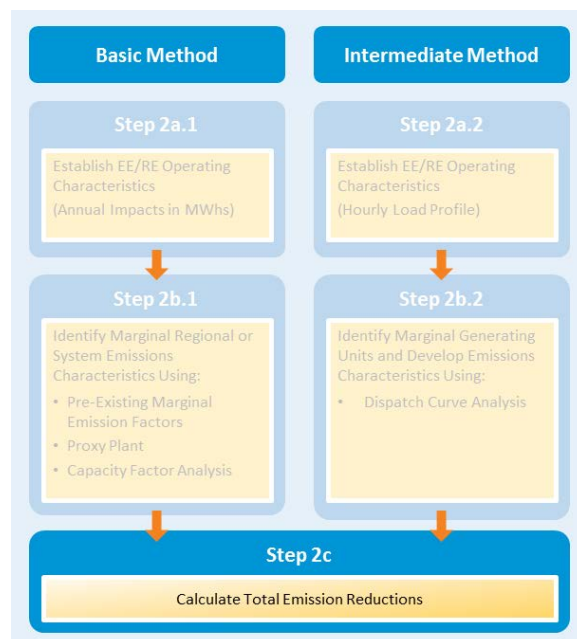 Basic Method
Intermediate Method
Step 2a.1
Establish EE/RE Operating
Characteristics
(Annual Impacts in MWhs)
Step 2a.2
Establish EE/RE Operating
Characteristics
(Hourly Load Profile)
Step 2b.1
Identify Marginal Regional or
System Emissions
Characteristics Using:
• Pre-Existing Marginal
Emission Factors
• Proxy Plant
• Capacity Factor Analysis
Step 2b.2
Identify Marginal Generating
Units and Develop Emissions
Characteristics Using:
• Dispatch Curve Analysis
Step 2c
Calculate Total Emission Reductions